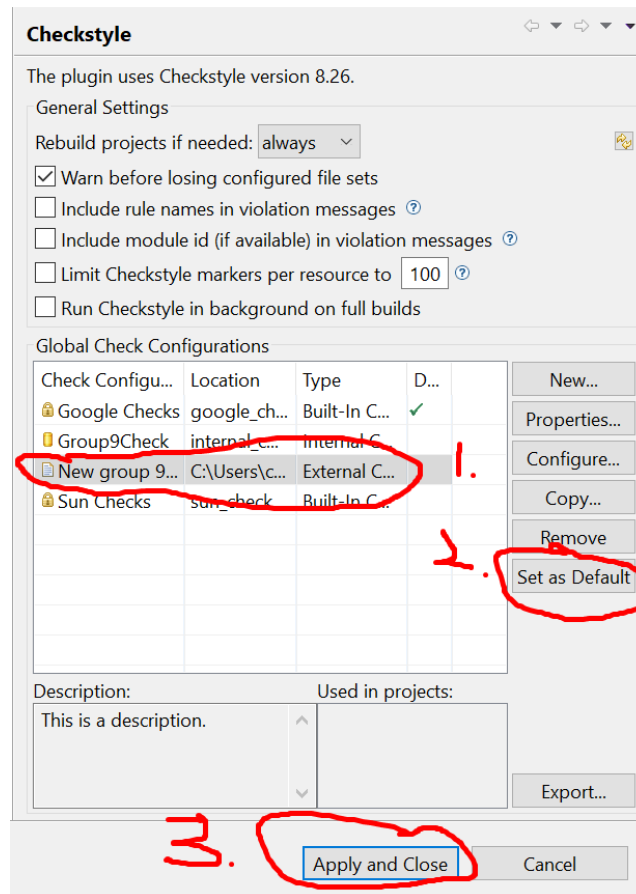 Checkstyle
The plugin uses Checkstyle version 8.26.
General Settings
Rebuild projects if needed: always
Warn before losing configured file sets
Include rule names in violation messages
Include module id (if available) in violation messages
Limit Checkstyle markers per resource to 100
Run Checkstyle in background on full builds
Global Check Configurations
Check Configu... Location Type D...
Google Checks google_ch... Built-In C...
Group9Check internal_c... Internal C...
New group 9... C:\Users\c... External C...
Sun Checks sun_check... Built-In C...
1.
New...
Properties...
Configure...
Copy...
Remove
2.
Set as Default
Description: Used in projects:
This is a description.
Export...
3.
Apply and Close Cancel